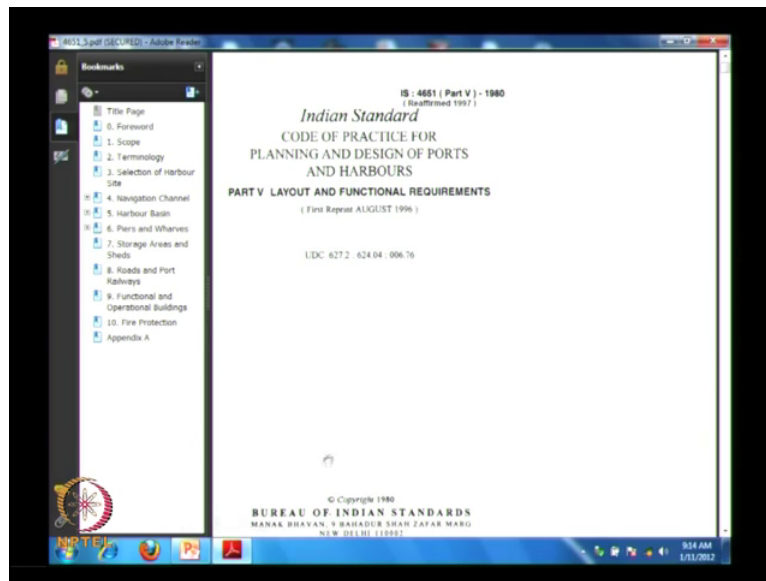 4651_5.pdf (SECURED) - Adobe Reader
Bookmarks
Title Page
0. Foreword
1. Scope
2. Terminology
3. Selection of Harbour
Site
4. Navigation Channel
5. Harbour Basin
6. Piers and Wharves
7. Storage Areas and
Sheds
8. Roads and Port
Railways
9. Functional and
Operational Buildings
10. Fire Protection
Appendix A
IS : 4651 ( Part V ) - 1980
( Reaffirmed 1997 )
Indian Standard
CODE OF PRACTICE FOR
PLANNING AND DESIGN OF PORTS
AND HARBOURS
PART V LAYOUT AND FUNCTIONAL REQUIREMENTS
( First Reprint AUGUST 1996 )
UDC 627.2 : 624.04 : 006.76
© Copyright 1980
BUREAU OF INDIAN STANDARDS
MANAK BHAVAN, 9 BAHADUR SHAH ZAFAR MARG
NEW DELHI 110002
NPTEL
9:14 AM
1/11/2012